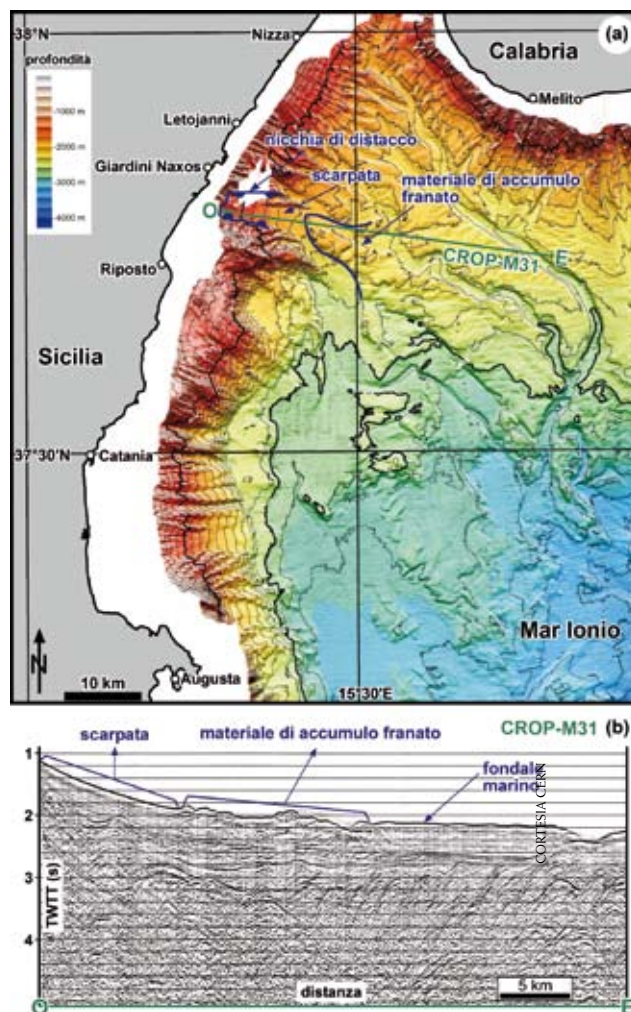 38°N
Nizza
Calabria
(a)
profondità
-1000 m
-2000 m
-3000 m
-4000 m
Melito
Letojanni
nicchia di distacco
Giardini Naxos
scarpata
materiale di accumulo
franato
O
CROP-M31
E
Riposto
Sicilia
37°30'N
Catania
Mar Ionio
N
Augusta
10 km
15°30'E
CROP-M31 (b)
scarpata
materiale di accumulo franato
1
fondale
marino
CORTESIA CERN
2
3
TWTT (s)
4
5 km
distanza
O
E